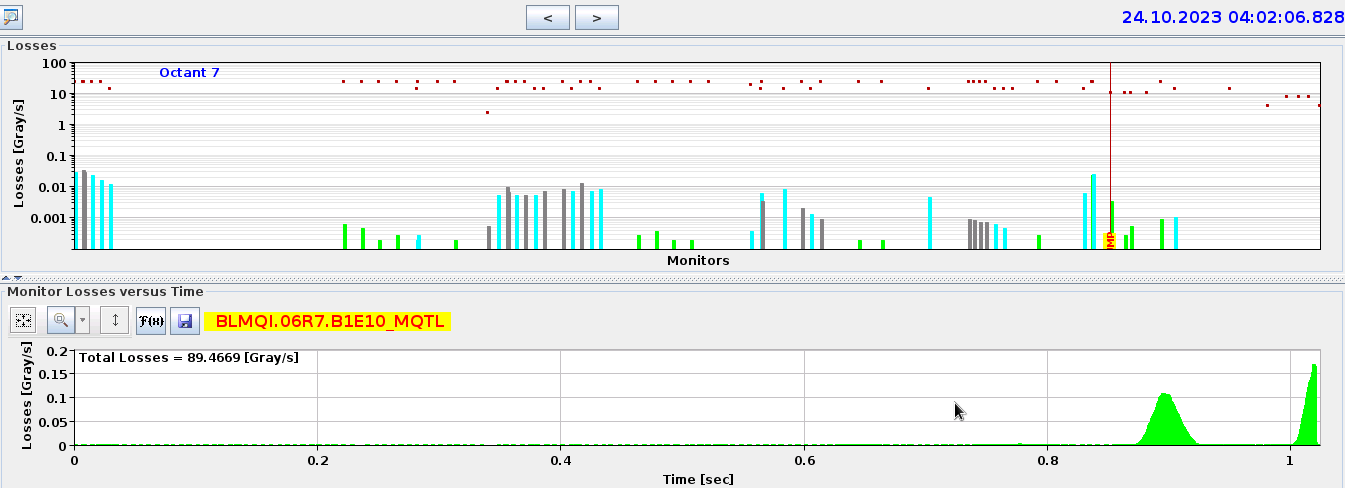 < > 24.10.2023 04:02:06.828
Losses
Losses [Gray/s]
100
10
1
0.1
0.01
0.001
Octant 7
Monitors
Monitor Losses versus Time
f(x) BLMQI.06R7.B1E10_MQTL
Losses [Gray/s]
0.2
0.15
0.1
0.05
0
Total Losses = 89.4669 [Gray/s]
0 0.2 0.4 0.6 0.8 1
Time [sec]